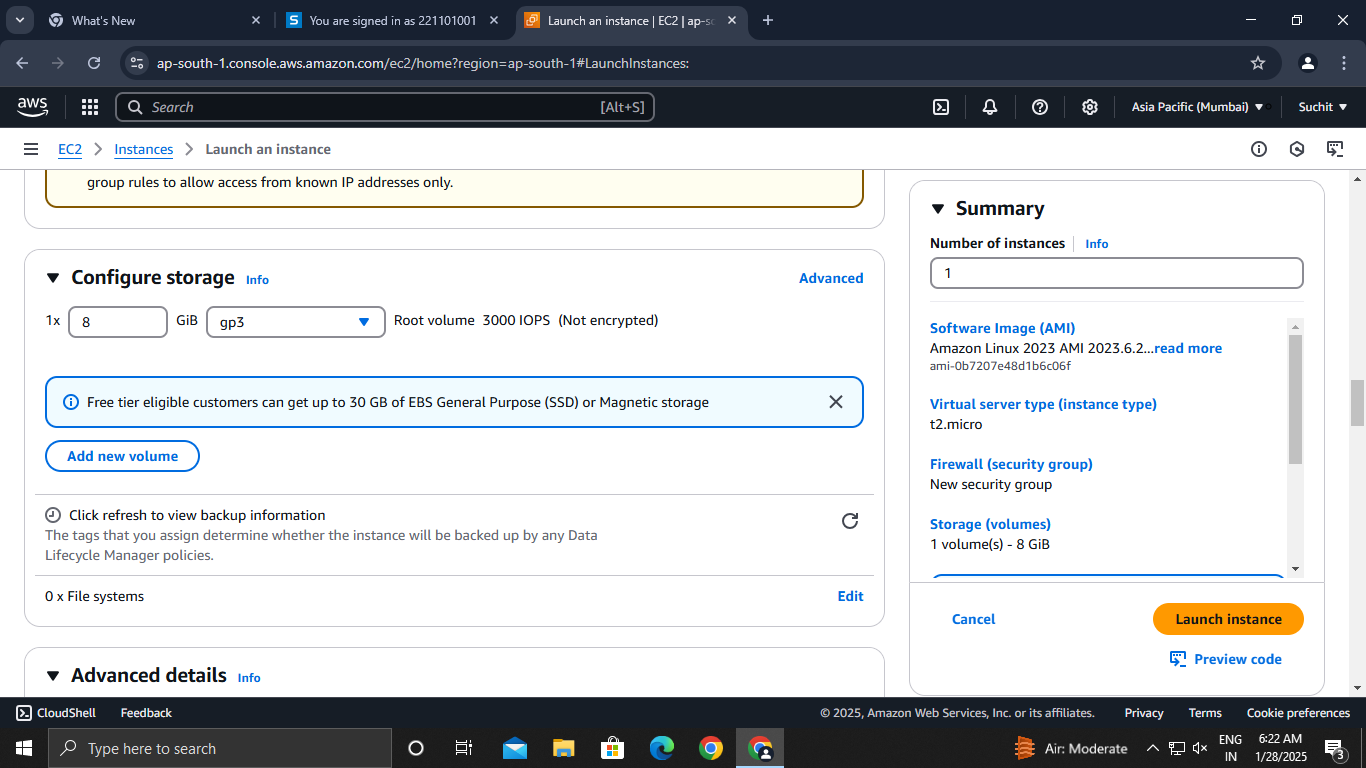 What's New
You are signed in as 221101001
Launch an instance | EC2 | ap-so
ap-south-1.console.aws.amazon.com/ec2/home?region=ap-south-1#LaunchInstances:
aws
Search
[Alt+S]
Asia Pacific (Mumbai)
Suchit
EC2
Instances
Launch an instance
group rules to allow access from known IP addresses only.
Configure storage
Info
Advanced
1x
8
GiB
gp3
Root volume 3000 IOPS (Not encrypted)
Free tier eligible customers can get up to 30 GB of EBS General Purpose (SSD) or Magnetic storage
Add new volume
Click refresh to view backup information
The tags that you assign determine whether the instance will be backed up by any Data
Lifecycle Manager policies.
0 x File systems
Edit
Advanced details
Info
Summary
Number of instances
Info
1
Software Image (AMI)
Amazon Linux 2023 AMI 2023.6.2...read more
ami-0b7207e48d1b6c06f
Virtual server type (instance type)
t2.micro
Firewall (security group)
New security group
Storage (volumes)
1 volume(s) - 8 GiB
Cancel
Launch instance
Preview code
CloudShell
Feedback
© 2025, Amazon Web Services, Inc. or its affiliates.
Privacy
Terms
Cookie preferences
Type here to search
Air: Moderate
ENG
IN
6:22 AM
1/28/2025
3